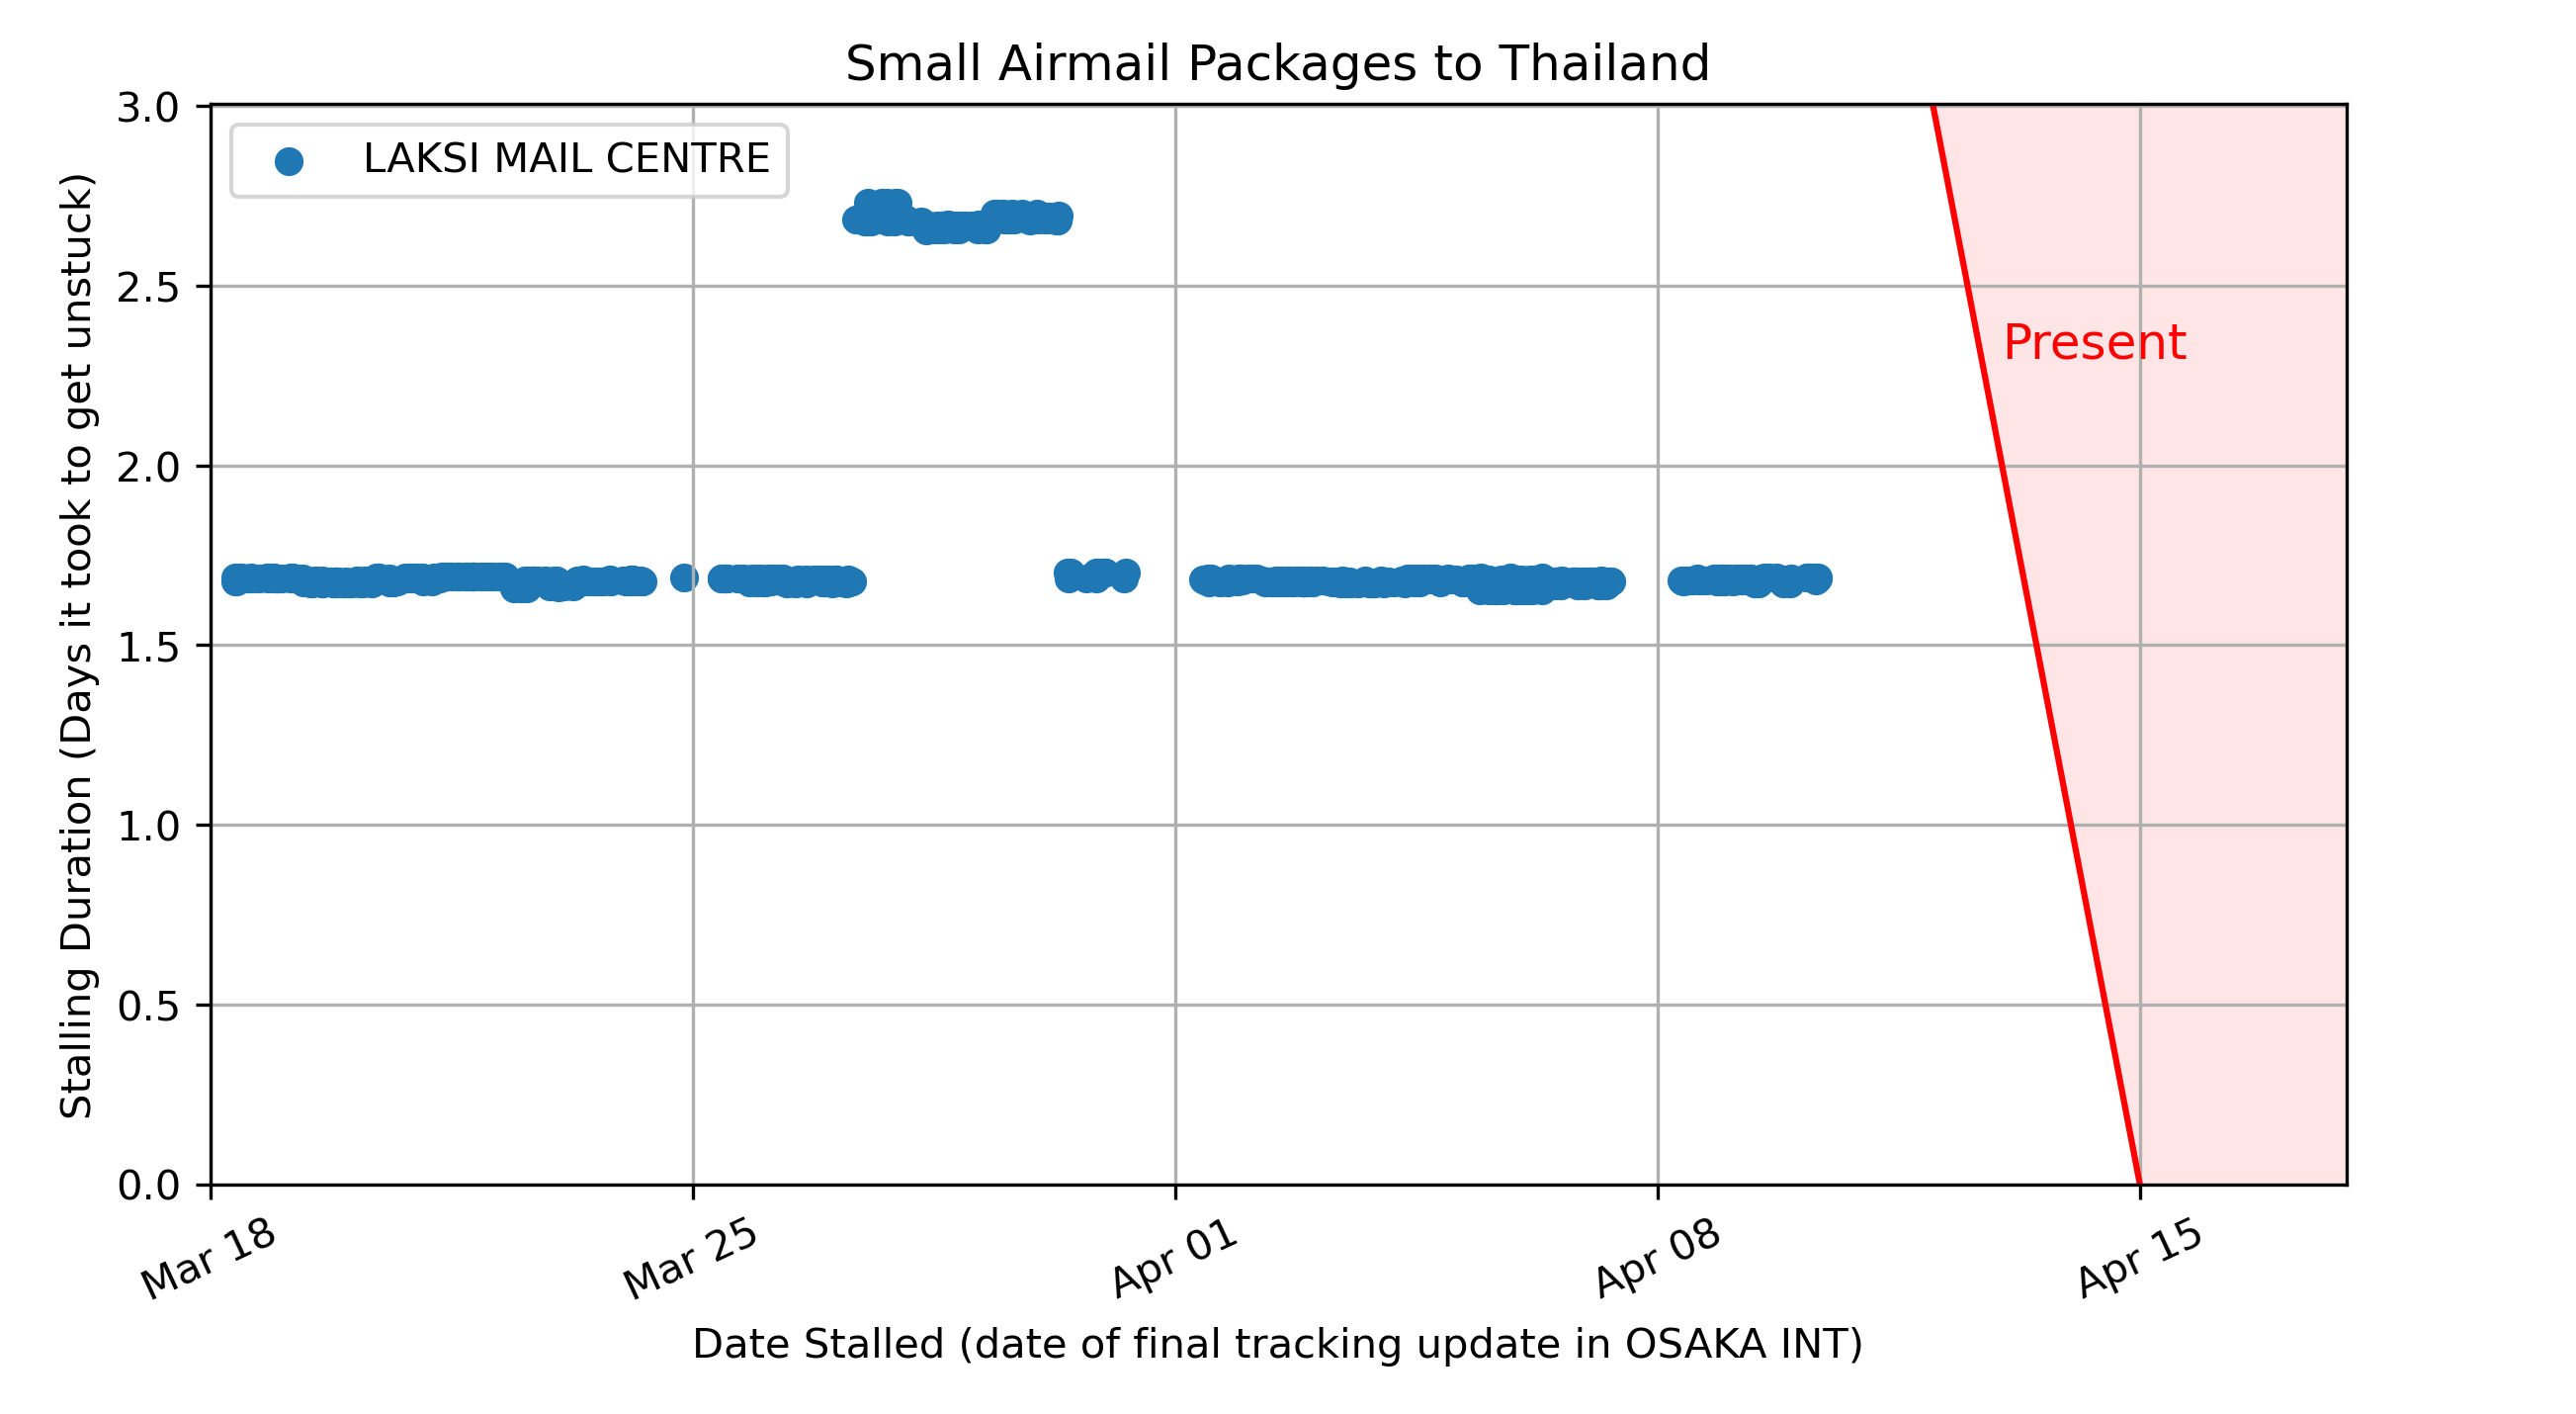 Small Airmail Packages to Thailand
LAKSI MAIL CENTRE
Present
Stalling Duration (Days it took to get unstuck)
3.0
2.5
2.0
1.5
1.0
0.5
0.0
Mar 18
Mar 25
Apr 01
Apr 08
Apr 15
Date Stalled (date of final tracking update in OSAKA INT)